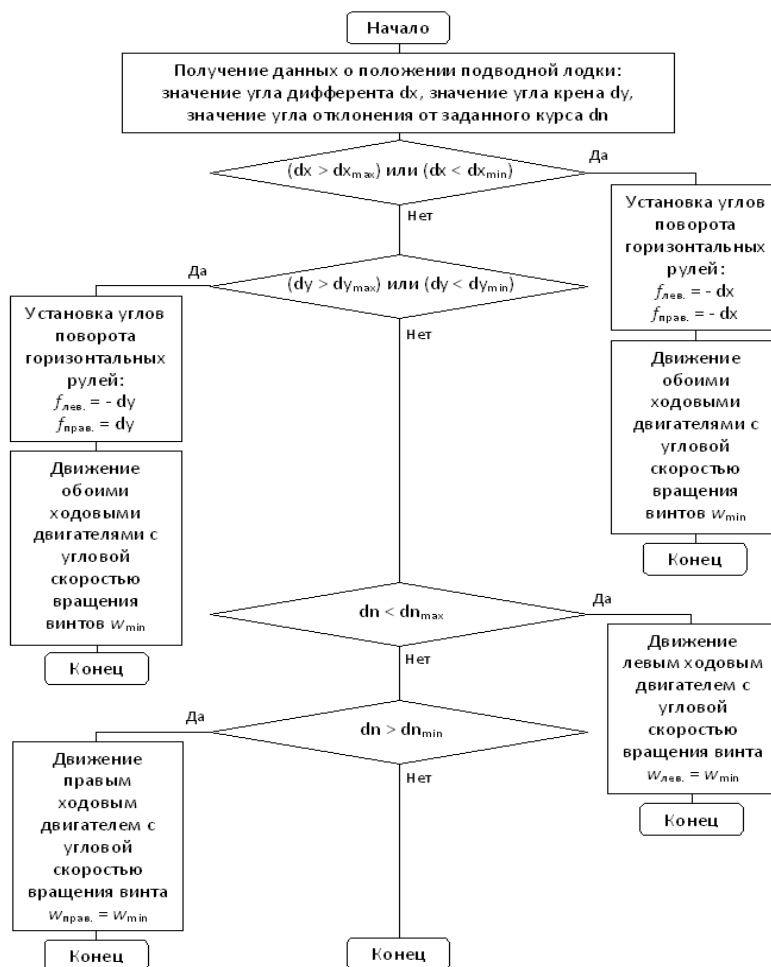 Начало
Получение данных о положении подводной лодки:
значение угла дифферента dx, значение угла крена dy,
значение угла отклонения от заданного курса dn
(dx > dxmax) или (dx < dxmin)
Да
Нет
Установка углов
поворота
горизонтальных
рулей:
fлев. = - dx
fправ. = - dx
Движение
обоими
ходовыми
двигателями с
угловой
скоростью
вращения
винтов wmin
Конец
(dy > dymax) или (dy < dymin)
Да
Нет
Установка углов
поворота
горизонтальных
рулей:
fлев. = - dy
fправ. = dy
Движение
обоими
ходовыми
двигателями с
угловой
скоростью
вращения
винтов wmin
Конец
dn < dnmax
Да
Нет
Движение
левым ходовым
двигателем с
угловой
скоростью
вращения винта
wлев. = wmin
Конец
dn > dnmin
Да
Нет
Движение
правым
ходовым
двигателем с
угловой
скоростью
вращения винта
wправ. = wmin
Конец
Конец